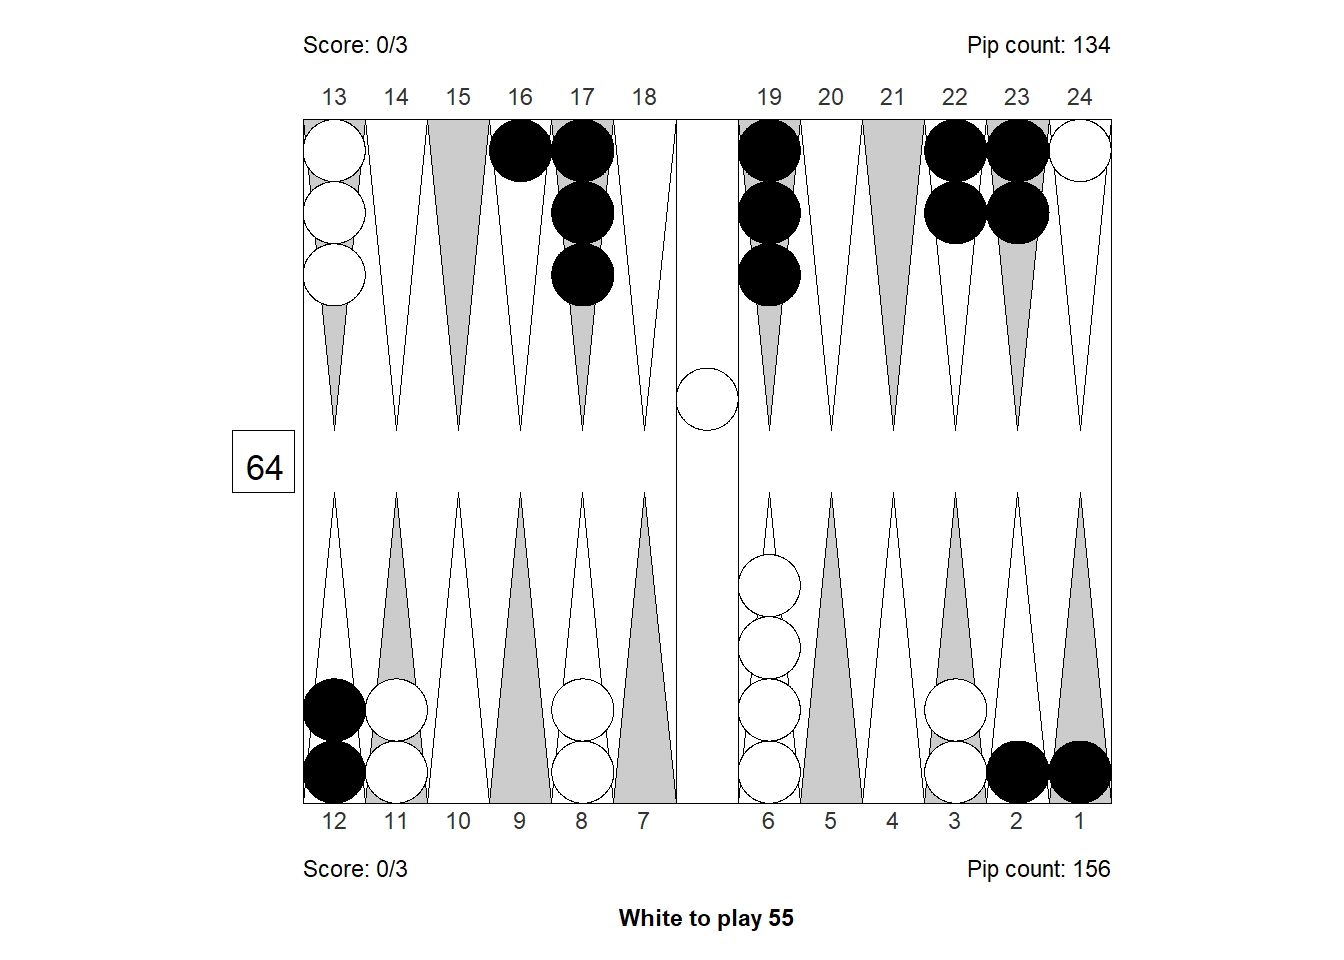 Score: 0/3 Pip count: 134
13 14 15 16 17 18 19 20 21 22 23 24
64
12 11 10 9 8 7 6 5 4 3 2 1
Score: 0/3 Pip count: 156
White to play 55